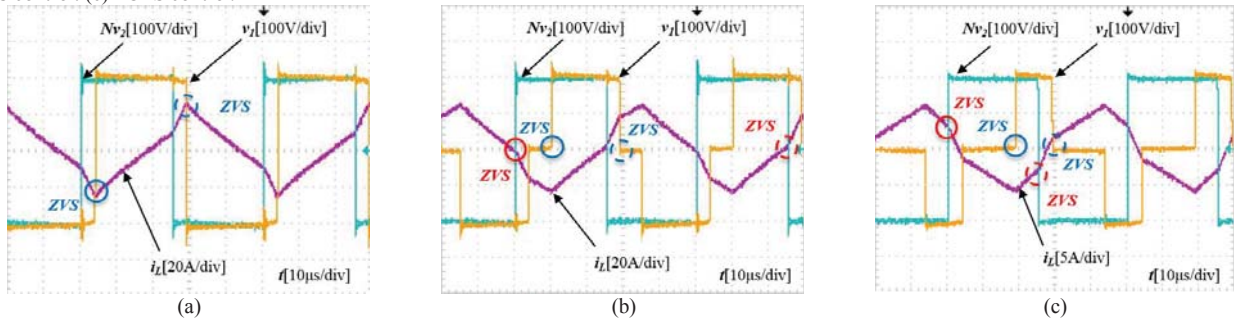 Nv2[100V/div]
v1[100V/div]
ZVS
ZVS
iL[20A/div]
t[10μs/div]
(a)
Nv2[100V/div]
v1[100V/div]
ZVS
ZVS
ZVS
ZVS
iL[20A/div]
t[10μs/div]
(b)
Nv2[100V/div]
v1[100V/div]
ZVS
ZVS
ZVS
ZVS
iL[5A/div]
t[10μs/div]
(c)